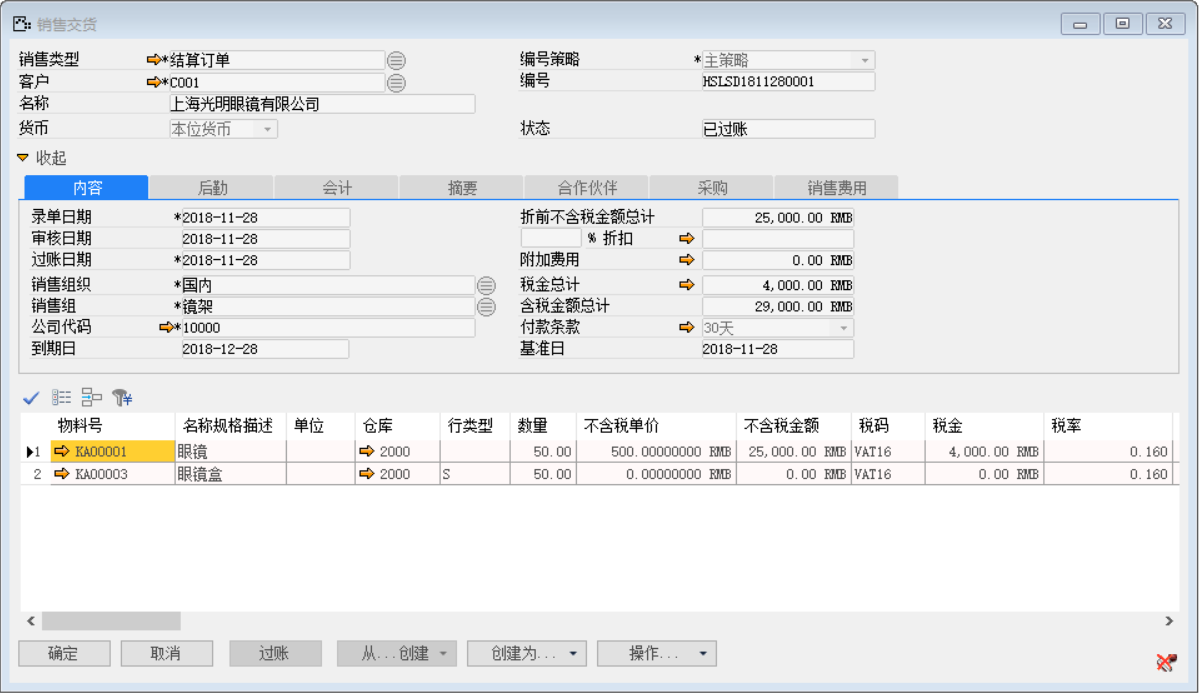 销售交货
销售类型 *结算订单 编号策略 *主策略
客户 *C001 编号 HSLSD1811280001
名称 上海光明眼镜有限公司
货币 本位货币 状态 已过账
收起
内容 后勤 会计 摘要 合作伙伴 采购 销售费用
录单日期 *2018-11-28 折前不含税金额总计 25,000.00 RMB
审核日期 2018-11-28 % 折扣
过账日期 *2018-11-28 附加费用 0.00 RMB
销售组织 *国内 税金总计 4,000.00 RMB
销售组 *镜架 含税金额总计 29,000.00 RMB
公司代码 *10000 付款条款 30天
到期日 2018-12-28 基准日 2018-11-28
物料号 名称规格描述 单位 仓库 行类型 数量 不含税单价 不含税金额 税码 税金 税率
1 KA00001 眼镜 2000 50.00 500.00000000 RMB 25,000.00 RMB VAT16 4,000.00 RMB 0.160
2 KA00003 眼镜盒 2000 S 50.00 0.00000000 RMB 0.00 RMB VAT16 0.00 RMB 0.160
确定 取消 过账 从...创建 创建为... 操作...